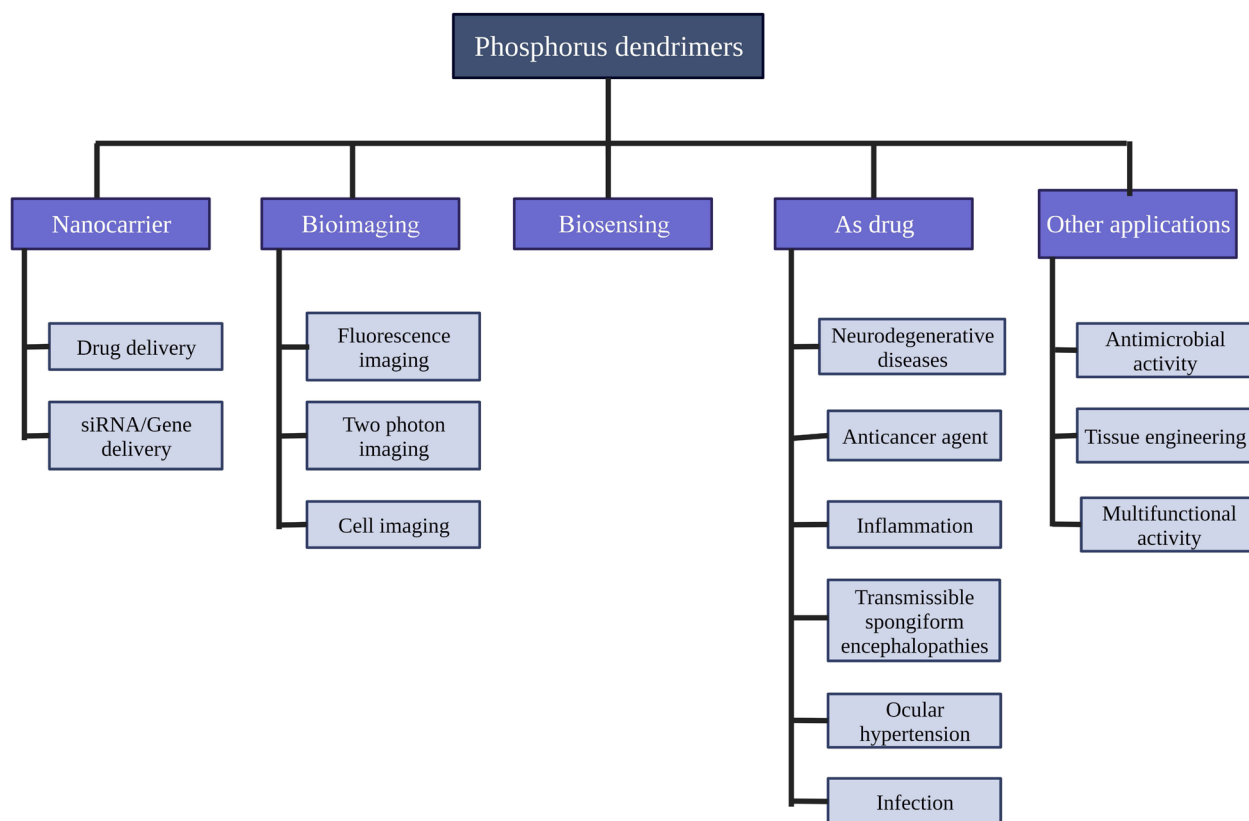 Phosphorus dendrimers
Nanocarrier
Drug delivery
siRNA/Gene
delivery
Bioimaging
Fluorescence
imaging
Two photon
imaging
Cell imaging
Biosensing
As drug
Neurodegenerative
diseases
Anticancer agent
Inflammation
Transmissible
spongiform
encephalopathies
Ocular
hypertension
Infection
Other applications
Antimicrobial
activity
Tissue engineering
Multifunctional
activity